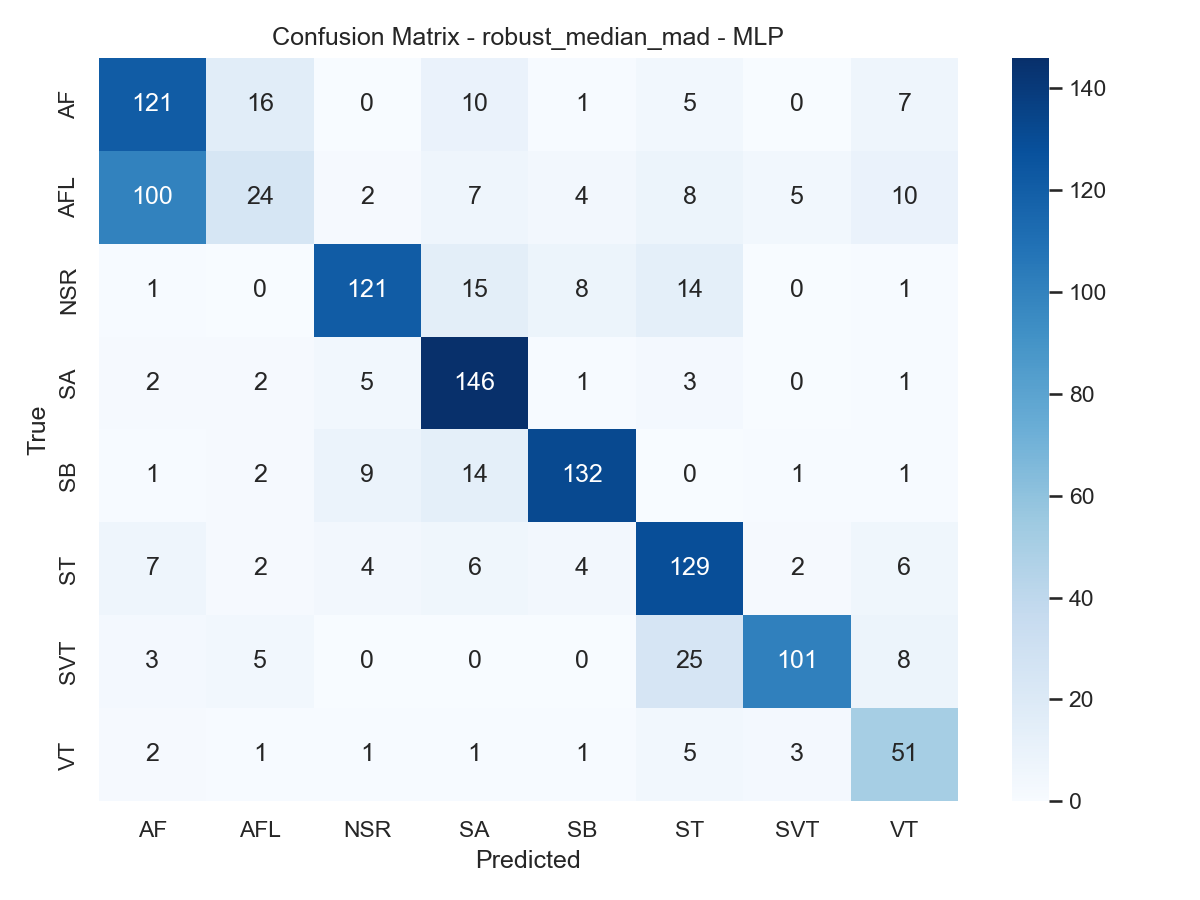 Confusion Matrix - robust_median_mad - MLP
AF 121 16 0 10 1 5 0 7
AFL 100 24 2 7 4 8 5 10
NSR 1 0 121 15 8 14 0 1
SA 2 2 5 146 1 3 0 1
SB 1 2 9 14 132 0 1 1
ST 7 2 4 6 4 129 2 6
SVT 3 5 0 0 0 25 101 8
VT 2 1 1 1 1 5 3 51
AF AFL NSR SA SB ST SVT VT
Predicted
True
140
120
100
80
60
40
20
0